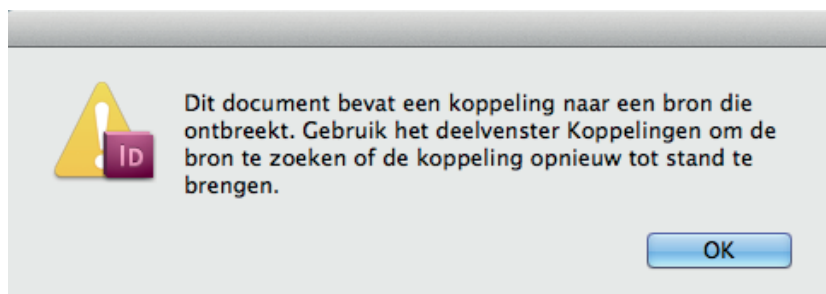 Dit document bevat een koppeling naar een bron die
ontbreekt. Gebruik het deelvenster Koppelingen om de
bron te zoeken of de koppeling opnieuw tot stand te
brengen.
ID
OK